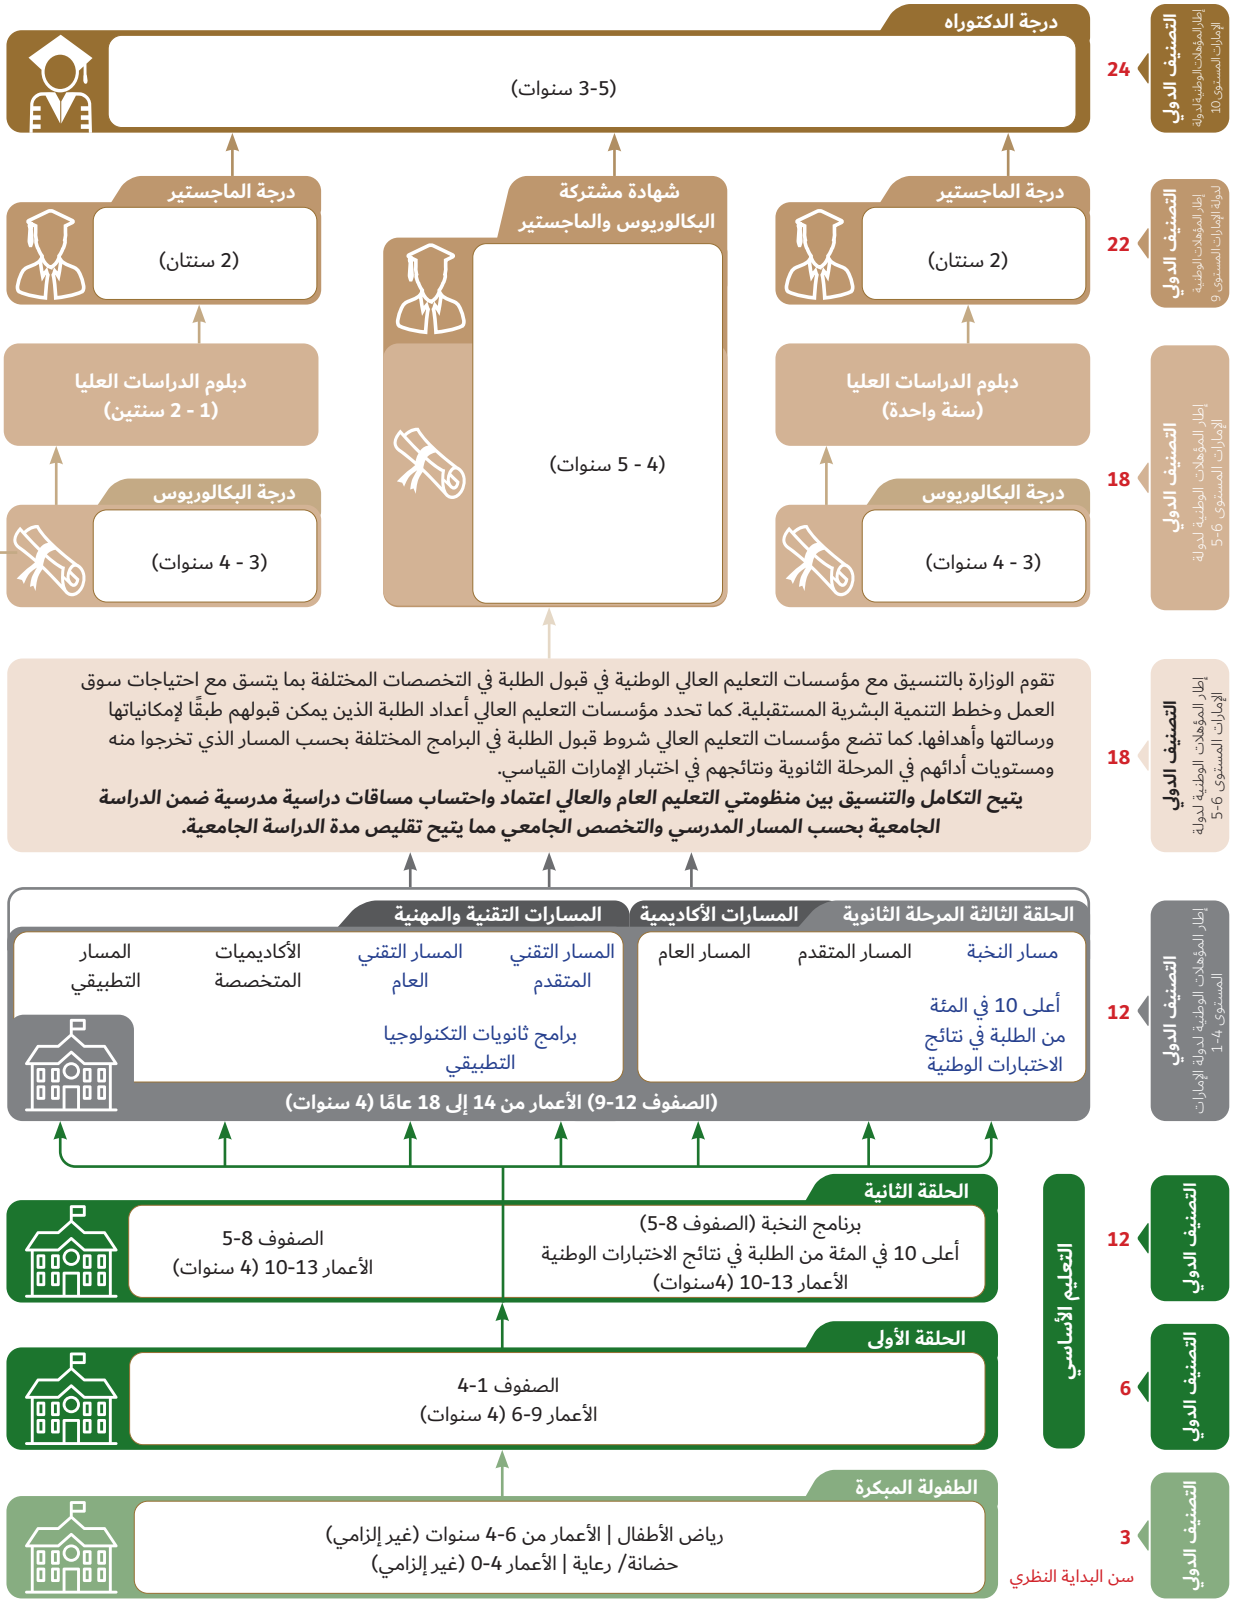 درجة الدكتوراه
(3-5 سنوات)
24
التصنيف الدولي
إطار المؤهلات الوطنية لدولة
الإمارات المستوى 10
درجة الماجستير
(2 سنتان)
شهادة مشتركة
البكالوريوس والماجستير
(4 - 5 سنوات)
درجة الماجستير
(2 سنتان)
22
التصنيف الدولي
إطار المؤهلات الوطنية
لدولة الإمارات المستوى 9
دبلوم الدراسات العليا
(سنة واحدة)
دبلوم الدراسات العليا
(1 - 2 سنتين)
درجة البكالوريوس
(3 - 4 سنوات)
درجة البكالوريوس
(3 - 4 سنوات)
18
التصنيف الدولي
إطار المؤهلات الوطنية لدولة
الإمارات المستوى 6-5
تقوم الوزارة بالتنسيق مع مؤسسات التعليم العالي الوطنية في قبول الطلبة في التخصصات المختلفة بما يتسق مع احتياجات سوق
العمل وخطط التنمية البشرية المستقبلية. كما تحدد مؤسسات التعليم العالي أعداد الطلبة الذين يمكن قبولهم طبقًا لإمكانياتها
ورسالتها وأهدافها. كما تضع مؤسسات التعليم العالي شروط قبول الطلبة في البرامج المختلفة بحسب المسار الذي تخرجوا منه
ومستويات أدائهم في المرحلة الثانوية ونتائجهم في اختبار الإمارات القياسي.
يتيح التكامل والتنسيق بين منظومتي التعليم العام والعالي اعتماد واحتساب مساقات دراسية مدرسية ضمن الدراسة
الجامعية بحسب المسار المدرسي والتخصص الجامعي مما يتيح تقليص مدة الدراسة الجامعية.
18
التصنيف الدولي
إطار المؤهلات الوطنية لدولة
الإمارات المستوى 6-5
الحلقة الثالثة المرحلة الثانوية
المسارات الأكاديمية
المسارات التقنية والمهنية
مسار النخبة
أعلى 10 في المئة
من الطلبة في نتائج
الاختبارات الوطنية
المسار المتقدم
المسار العام
المسار التقني
المتقدم
المسار التقني
العام
برامج ثانويات التكنولوجيا
التطبيقي
الأكاديميات
المتخصصة
المسار
التطبيقي
(الصفوف 12-9) الأعمار من 14 إلى 18 عامًا (4 سنوات)
12
التصنيف الدولي
إطار المؤهلات الوطنية لدولة الإمارات
المستوى 4-1
التعليم الأساسي
الحلقة الثانية
برنامج النخبة (الصفوف 8-5)
أعلى 10 في المئة من الطلبة في نتائج الاختبارات الوطنية
الأعمار 13-10 (4سنوات)
الصفوف 8-5
الأعمار 13-10 (4 سنوات)
12
التصنيف الدولي
الحلقة الأولى
الصفوف 1-4
الأعمار 9-6 (4 سنوات)
6
التصنيف الدولي
الطفولة المبكرة
رياض الأطفال | الأعمار من 6-4 سنوات (غير إلزامي)
حضانة/ رعاية | الأعمار 4-0 (غير إلزامي)
3
سن البداية النظري
التصنيف الدولي